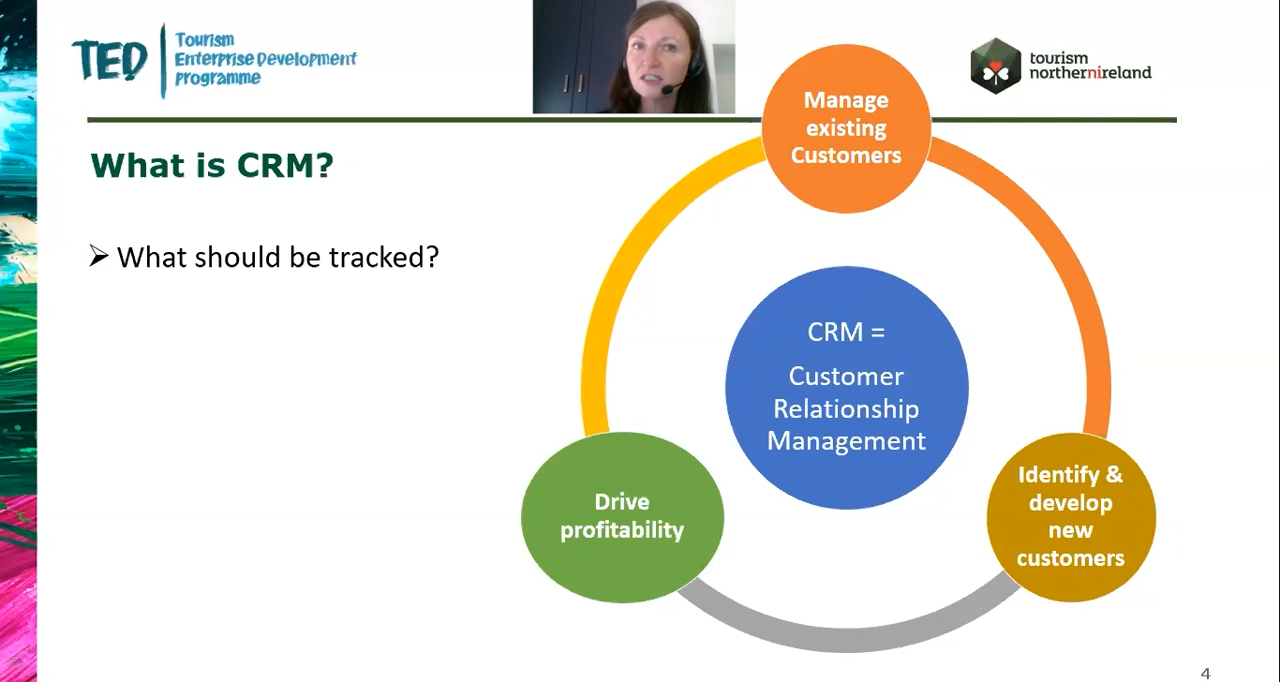 TED
Tourism
Enterprise Development
programme
tourism
northernireland
What is CRM?
What should be tracked?
Manage
existing
Customers
CRM =
Customer
Relationship
Management
Drive
profitability
Identify &
develop
new
customers
4